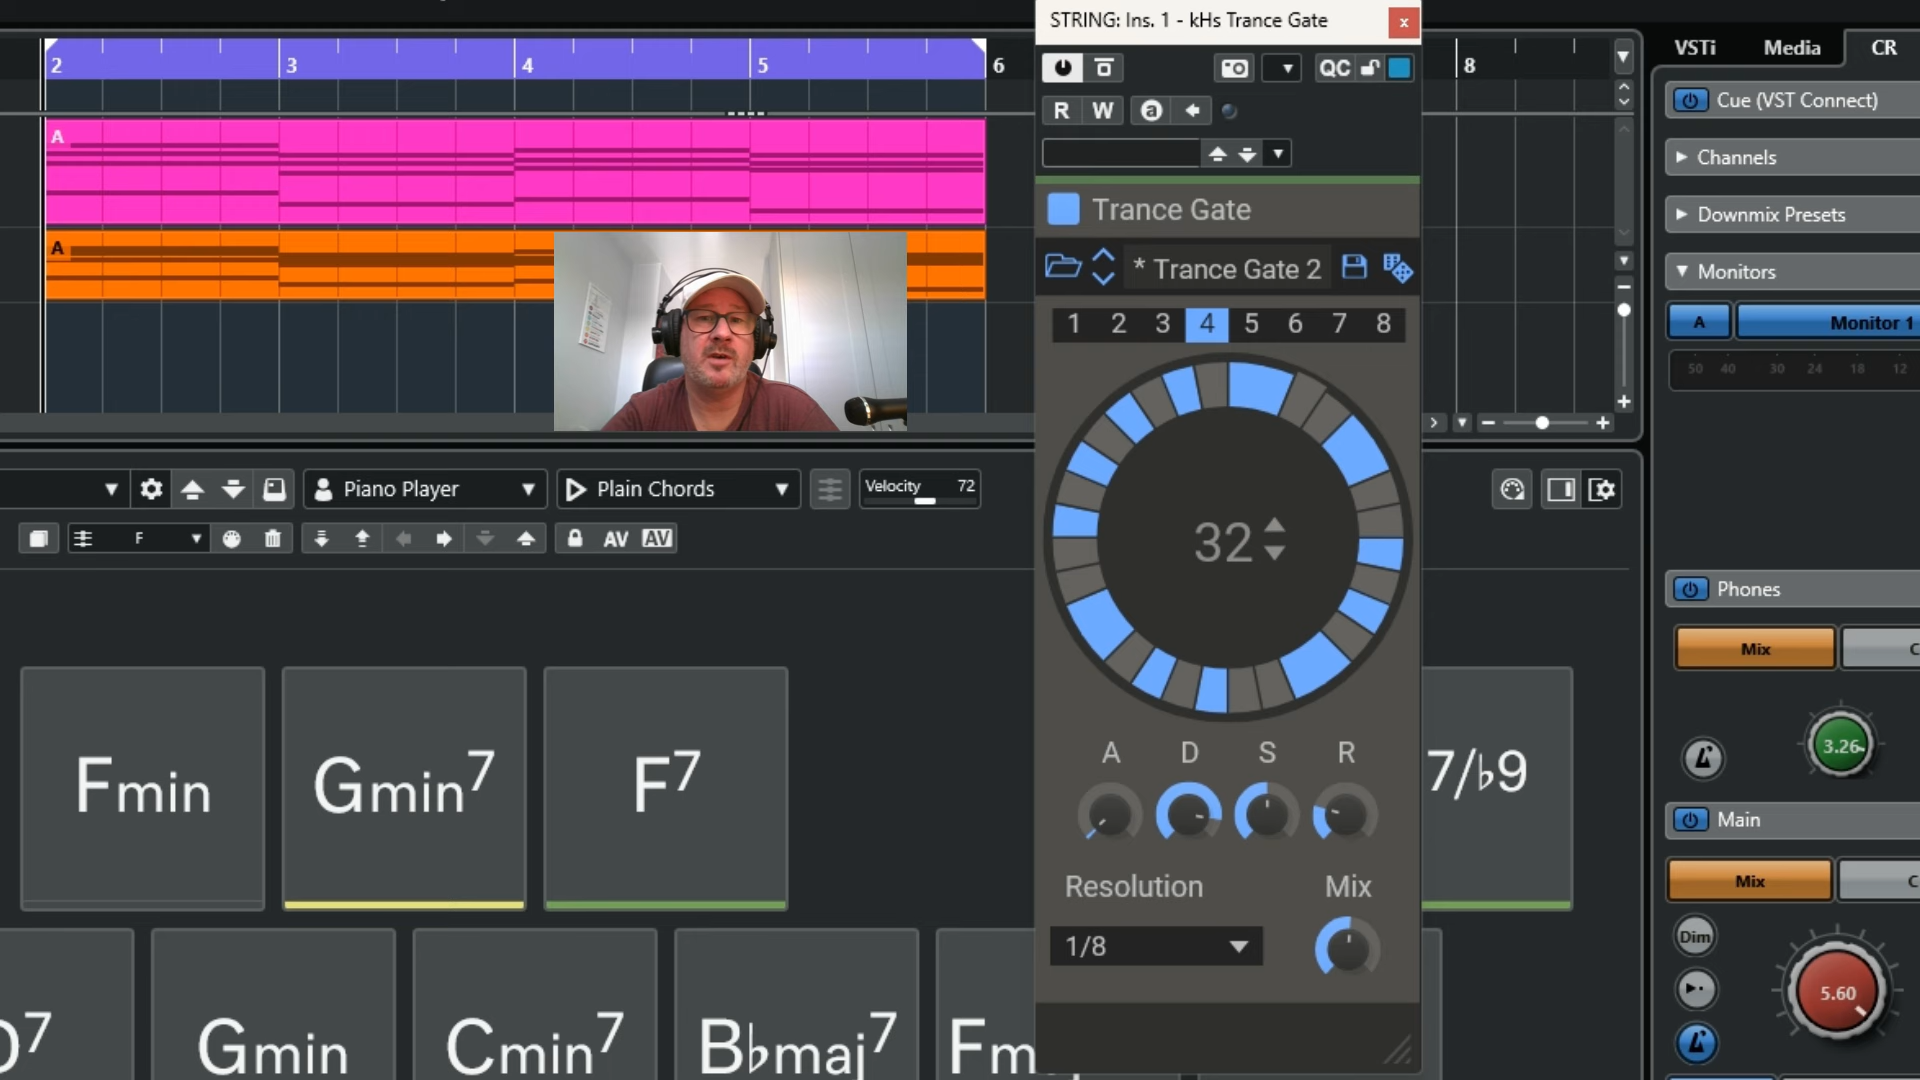 STRING: Ins. 1 - kHs Trance Gate
x
VSTi Media CR
2 3 4 5 6 8
QC
Cue (VST Connect)
R W a
A
Channels
Trance Gate
Downmix Presets
A
* Trance Gate 2
Monitors
1 2 3 4 5 6 7 8
A Monitor 1
50 40 30 24 18 12
Piano Player
Plain Chords
Velocity 72
F
AV AV
32
Phones
Mix C
Fmin
Gmin7
F7
7/♭9
A D S R
3.26
Main
Resolution Mix
Mix C
1/8
Dim
5.60
D7
Gmin
Cmin7
B♭maj7